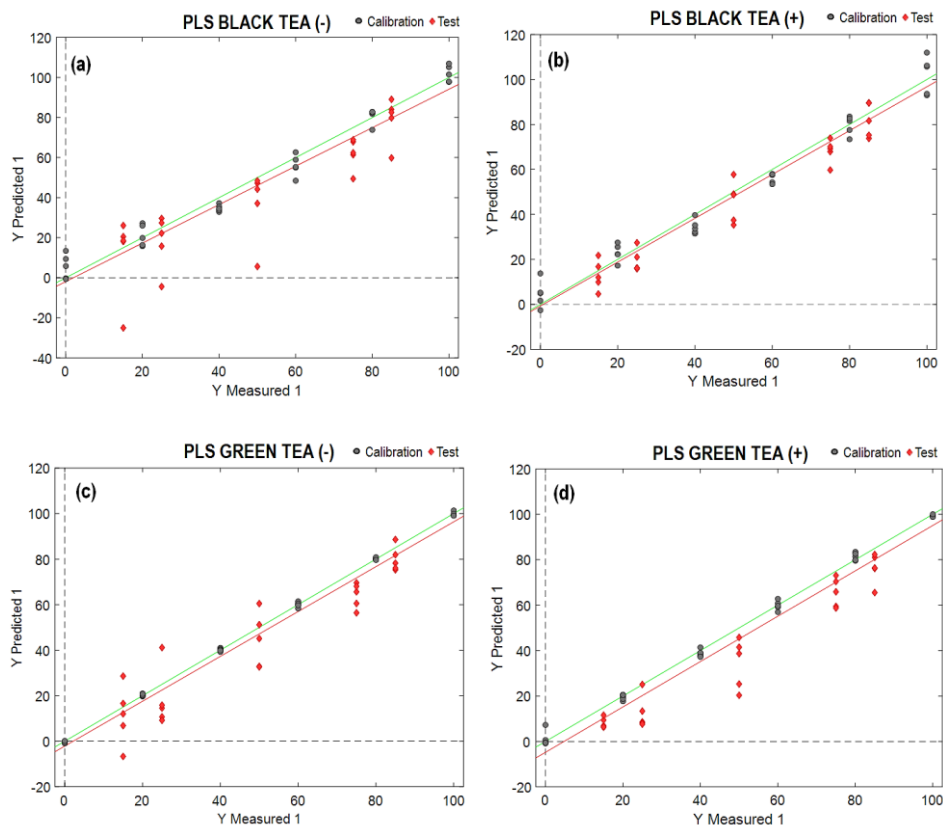 PLS BLACK TEA (-) Calibration Test
(a)
120
100
80
60
40
20
0
-20
-40
Y Predicted 1
0 20 40 60 80 100
Y Measured 1
PLS BLACK TEA (+) Calibration Test
(b)
120
100
80
60
40
20
0
-20
Y Predicted 1
0 20 40 60 80 100
Y Measured 1
PLS GREEN TEA (-) Calibration Test
(c)
120
100
80
60
40
20
0
-20
Y Predicted 1
0 20 40 60 80 100
Y Measured 1
PLS GREEN TEA (+) Calibration Test
(d)
120
100
80
60
40
20
0
-20
Y Predicted 1
0 20 40 60 80 100
Y Measured 1